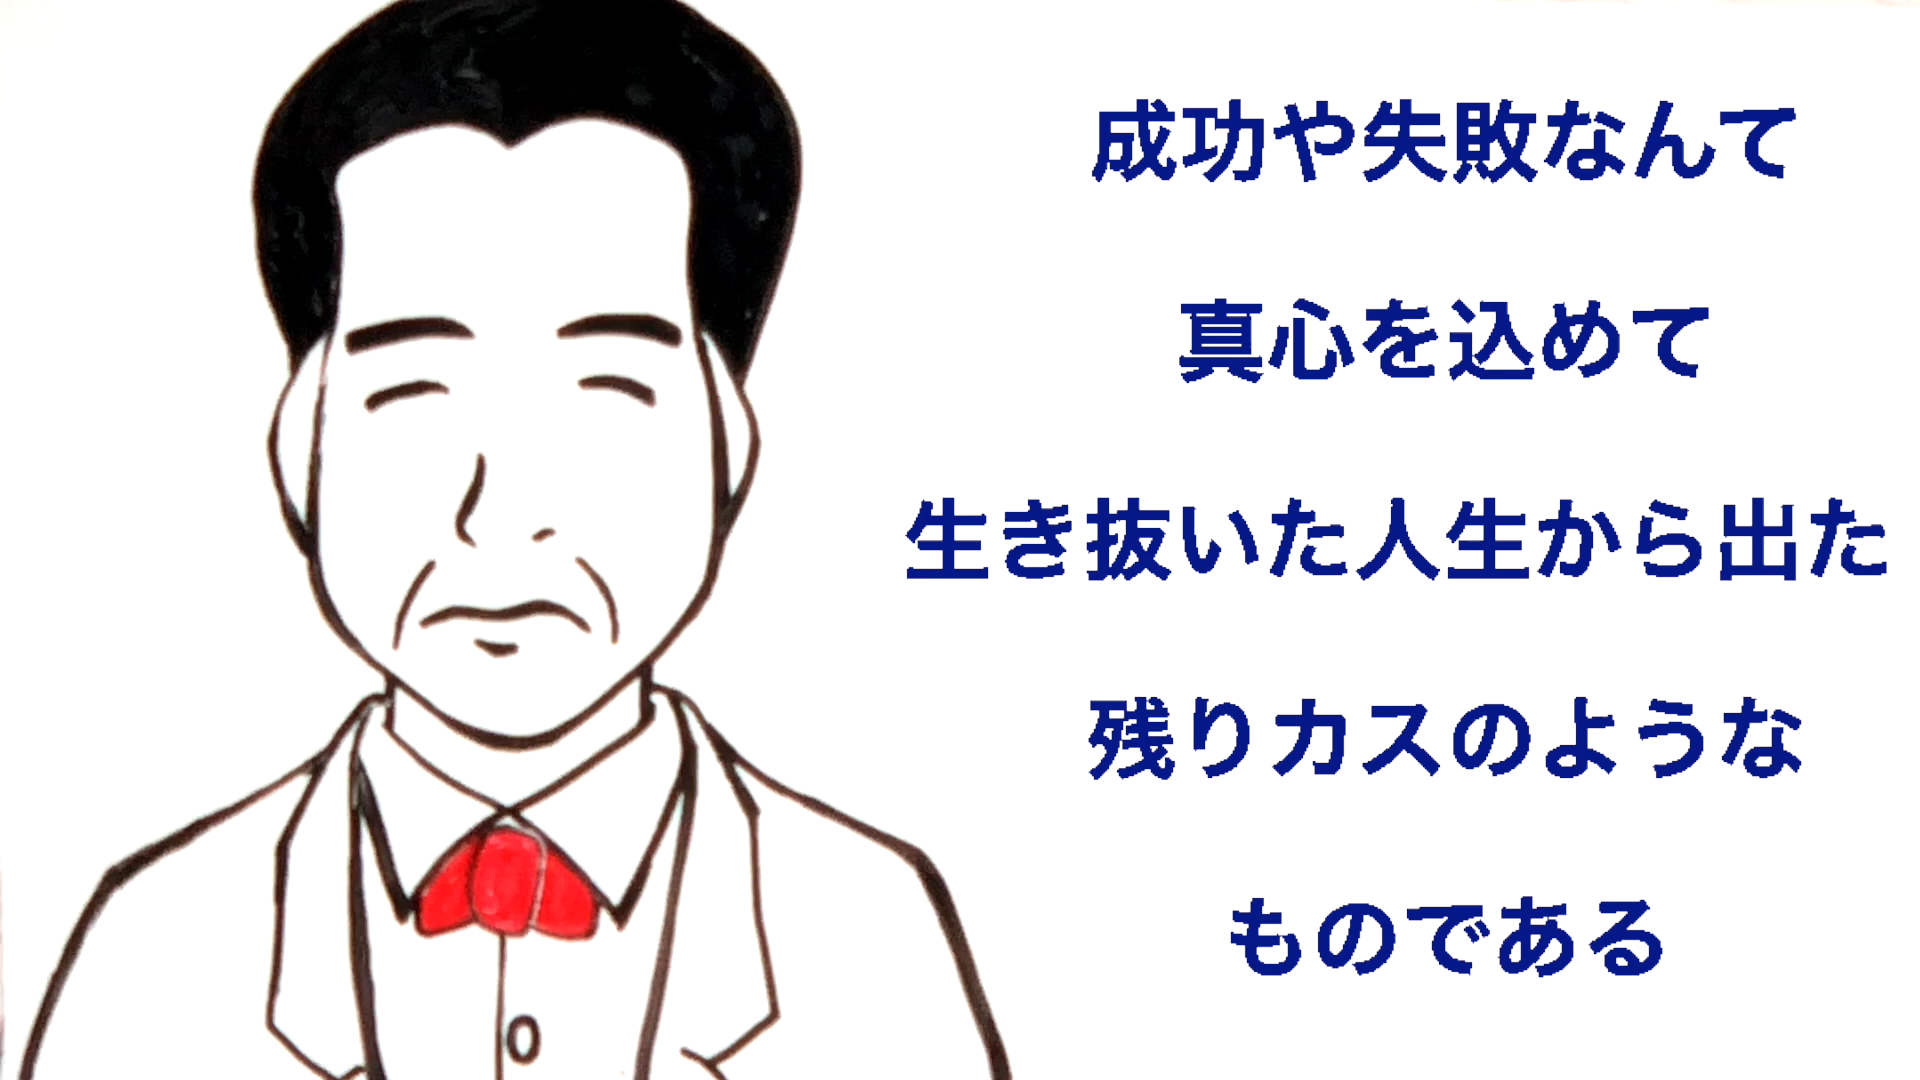 成功や失敗なんて
真心を込めて
生き抜いた人生から出た
残りカスのような
ものである